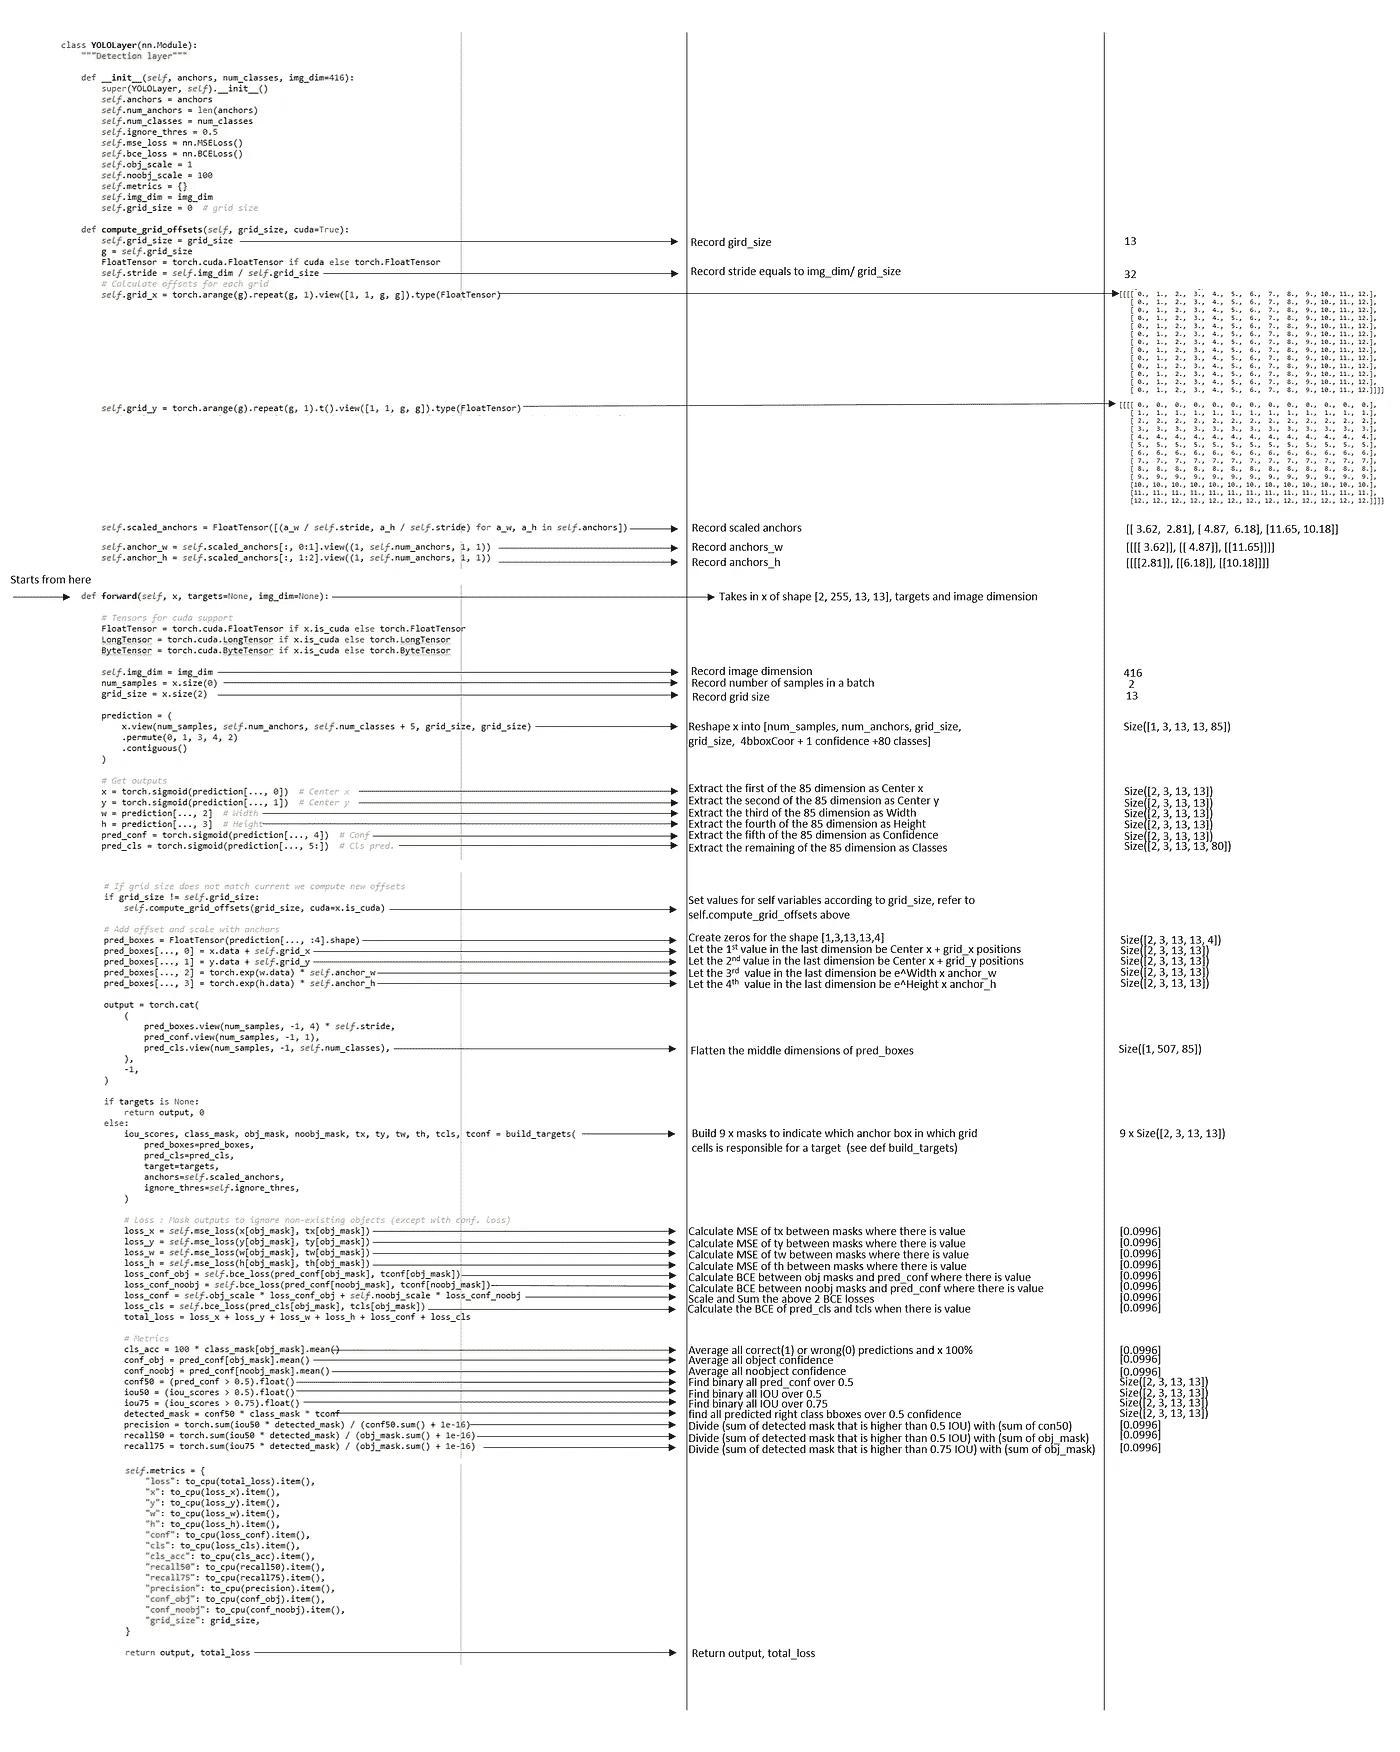 class YOLOLayer(nn.Module):
"""Detection layer"""
def __init__(self, anchors, num_classes, img_dim=416):
super(YOLOLayer, self).__init__()
self.anchors = anchors
self.num_anchors = len(anchors)
self.num_classes = num_classes
self.ignore_thres = 0.5
self.mse_loss = nn.MSELoss()
self.bce_loss = nn.BCELoss()
self.obj_scale = 1
self.noobj_scale = 100
self.metrics = {}
self.img_dim = img_dim
self.grid_size = 0 # grid size
def compute_grid_offsets(self, grid_size, cuda=True):
self.grid_size = grid_size Record gird_size 13
g = self.grid_size
FloatTensor = torch.cuda.FloatTensor if cuda else torch.FloatTensor
self.stride = self.img_dim / self.grid_size Record stride equals to img_dim/ grid_size 32
# Calculate offsets for each grid
self.grid_x = torch.arange(g).repeat(g, 1).view([1, 1, g, g]).type(FloatTensor)
[[[[ 0., 1., 2., 3., 4., 5., 6., 7., 8., 9., 10., 11., 12.],
[ 0., 1., 2., 3., 4., 5., 6., 7., 8., 9., 10., 11., 12.],
[ 0., 1., 2., 3., 4., 5., 6., 7., 8., 9., 10., 11., 12.],
[ 0., 1., 2., 3., 4., 5., 6., 7., 8., 9., 10., 11., 12.],
[ 0., 1., 2., 3., 4., 5., 6., 7., 8., 9., 10., 11., 12.],
[ 0., 1., 2., 3., 4., 5., 6., 7., 8., 9., 10., 11., 12.],
[ 0., 1., 2., 3., 4., 5., 6., 7., 8., 9., 10., 11., 12.],
[ 0., 1., 2., 3., 4., 5., 6., 7., 8., 9., 10., 11., 12.],
[ 0., 1., 2., 3., 4., 5., 6., 7., 8., 9., 10., 11., 12.],
[ 0., 1., 2., 3., 4., 5., 6., 7., 8., 9., 10., 11., 12.],
[ 0., 1., 2., 3., 4., 5., 6., 7., 8., 9., 10., 11., 12.],
[ 0., 1., 2., 3., 4., 5., 6., 7., 8., 9., 10., 11., 12.],
[ 0., 1., 2., 3., 4., 5., 6., 7., 8., 9., 10., 11., 12.]]]]
self.grid_y = torch.arange(g).repeat(g, 1).t().view([1, 1, g, g]).type(FloatTensor)
[[[[ 0., 0., 0., 0., 0., 0., 0., 0., 0., 0., 0., 0., 0.],
[ 1., 1., 1., 1., 1., 1., 1., 1., 1., 1., 1., 1., 1.],
[ 2., 2., 2., 2., 2., 2., 2., 2., 2., 2., 2., 2., 2.],
[ 3., 3., 3., 3., 3., 3., 3., 3., 3., 3., 3., 3., 3.],
[ 4., 4., 4., 4., 4., 4., 4., 4., 4., 4., 4., 4., 4.],
[ 5., 5., 5., 5., 5., 5., 5., 5., 5., 5., 5., 5., 5.],
[ 6., 6., 6., 6., 6., 6., 6., 6., 6., 6., 6., 6., 6.],
[ 7., 7., 7., 7., 7., 7., 7., 7., 7., 7., 7., 7., 7.],
[ 8., 8., 8., 8., 8., 8., 8., 8., 8., 8., 8., 8., 8.],
[ 9., 9., 9., 9., 9., 9., 9., 9., 9., 9., 9., 9., 9.],
[10., 10., 10., 10., 10., 10., 10., 10., 10., 10., 10., 10., 10.],
[11., 11., 11., 11., 11., 11., 11., 11., 11., 11., 11., 11., 11.],
[12., 12., 12., 12., 12., 12., 12., 12., 12., 12., 12., 12., 12.]]]]
self.scaled_anchors = FloatTensor([(a_w / self.stride, a_h / self.stride) for a_w, a_h in self.anchors]) Record scaled anchors [[ 3.62, 2.81], [ 4.87, 6.18], [11.65, 10.18]]
self.anchor_w = self.scaled_anchors[:, 0:1].view((1, self.num_anchors, 1, 1)) Record anchors_w [[[[ 3.62]], [[ 4.87]], [[11.65]]]]
self.anchor_h = self.scaled_anchors[:, 1:2].view((1, self.num_anchors, 1, 1)) Record anchors_h [[[[2.81]], [[6.18]], [[10.18]]]]
Starts from here
def forward(self, x, targets=None, img_dim=None): Takes in x of shape [2, 255, 13, 13], targets and image dimension
# Tensors for cuda support
FloatTensor = torch.cuda.FloatTensor if x.is_cuda else torch.FloatTensor
LongTensor = torch.cuda.LongTensor if x.is_cuda else torch.LongTensor
ByteTensor = torch.cuda.ByteTensor if x.is_cuda else torch.ByteTensor
self.img_dim = img_dim Record image dimension 416
num_samples = x.size(0) Record number of samples in a batch 2
grid_size = x.size(2) Record grid size 13
prediction = (
x.view(num_samples, self.num_anchors, self.num_classes + 5, grid_size, grid_size) Reshape x into [num_samples, num_anchors, grid_size, Size([1, 3, 13, 13, 85])
.permute(0, 1, 3, 4, 2) grid_size, 4bboxCoor + 1 confidence +80 classes]
.contiguous()
)
# Get outputs
x = torch.sigmoid(prediction[..., 0]) # Center x Extract the first of the 85 dimension as Center x Size([2, 3, 13, 13])
y = torch.sigmoid(prediction[..., 1]) # Center y Extract the second of the 85 dimension as Center y Size([2, 3, 13, 13])
w = prediction[..., 2] # Width Extract the third of the 85 dimension as Width Size([2, 3, 13, 13])
h = prediction[..., 3] # Height Extract the fourth of the 85 dimension as Height Size([2, 3, 13, 13])
pred_conf = torch.sigmoid(prediction[..., 4]) # Conf Extract the fifth of the 85 dimension as Confidence Size([2, 3, 13, 13])
pred_cls = torch.sigmoid(prediction[..., 5:]) # Cls pred. Extract the remaining of the 85 dimension as Classes Size([2, 3, 13, 13, 80])
# If grid size does not match current we compute new offsets
if grid_size != self.grid_size: Set values for self variables according to grid_size, refer to
self.compute_grid_offsets(grid_size, cuda=x.is_cuda) self.compute_grid_offsets above
# Add offset and scale with anchors
pred_boxes = FloatTensor(prediction[..., :4].shape) Create zeros for the shape [1,3,13,13,4] Size([2, 3, 13, 13, 4])
pred_boxes[..., 0] = x.data + self.grid_x Let the 1st value in the last dimension be Center x + grid_x positions Size([2, 3, 13, 13])
pred_boxes[..., 1] = y.data + self.grid_y Let the 2nd value in the last dimension be Center x + grid_y positions Size([2, 3, 13, 13])
pred_boxes[..., 2] = torch.exp(w.data) * self.anchor_w Let the 3rd value in the last dimension be e^Width x anchor_w Size([2, 3, 13, 13])
pred_boxes[..., 3] = torch.exp(h.data) * self.anchor_h Let the 4th value in the last dimension be e^Height x anchor_h Size([2, 3, 13, 13])
output = torch.cat(
(
pred_boxes.view(num_samples, -1, 4) * self.stride,
pred_conf.view(num_samples, -1, 1),
pred_cls.view(num_samples, -1, self.num_classes), Flatten the middle dimensions of pred_boxes Size([1, 507, 85])
),
-1,
)
if targets is None:
return output, 0
else:
iou_scores, class_mask, obj_mask, noobj_mask, tx, ty, tw, th, tcls, tconf = build_targets( Build 9 x masks to indicate which anchor box in which grid 9 x Size([2, 3, 13, 13])
pred_boxes=pred_boxes, cells is responsible for a target (see def build_targets)
pred_cls=pred_cls,
target=targets,
anchors=self.scaled_anchors,
ignore_thres=self.ignore_thres,
)
# Loss : Mask outputs to ignore non-existing objects (except with conf. loss)
loss_x = self.mse_loss(x[obj_mask], tx[obj_mask]) Calculate MSE of tx between masks where there is value [0.0996]
loss_y = self.mse_loss(y[obj_mask], ty[obj_mask]) Calculate MSE of ty between masks where there is value [0.0996]
loss_w = self.mse_loss(w[obj_mask], tw[obj_mask]) Calculate MSE of tw between masks where there is value [0.0996]
loss_h = self.mse_loss(h[obj_mask], th[obj_mask]) Calculate MSE of th between masks where there is value [0.0996]
loss_conf_obj = self.bce_loss(pred_conf[obj_mask], tconf[obj_mask]) Calculate BCE between obj masks and pred_conf where there is value [0.0996]
loss_conf_noobj = self.bce_loss(pred_conf[noobj_mask], tconf[noobj_mask]) Calculate BCE between noobj masks and pred_conf where there is value [0.0996]
loss_conf = self.obj_scale * loss_conf_obj + self.noobj_scale * loss_conf_noobj Scale and Sum the above 2 BCE losses [0.0996]
loss_cls = self.bce_loss(pred_cls[obj_mask], tcls[obj_mask]) Calculate the BCE of pred_cls and tcls when there is value [0.0996]
total_loss = loss_x + loss_y + loss_w + loss_h + loss_conf + loss_cls
# Metrics
cls_acc = 100 * class_mask[obj_mask].mean() Average all correct(1) or wrong(0) predictions and x 100% [0.0996]
conf_obj = pred_conf[obj_mask].mean() Average all object confidence [0.0996]
conf_noobj = pred_conf[noobj_mask].mean() Average all noobject confidence [0.0996]
conf50 = (pred_conf > 0.5).float() Find binary all pred_conf over 0.5 Size([2, 3, 13, 13])
iou50 = (iou_scores > 0.5).float() Find binary all IOU over 0.5 Size([2, 3, 13, 13])
iou75 = (iou_scores > 0.75).float() Find binary all IOU over 0.75 Size([2, 3, 13, 13])
detected_mask = conf50 * class_mask * tconf find all predicted right class bboxes over 0.5 confidence Size([2, 3, 13, 13])
precision = torch.sum(iou50 * detected_mask) / (conf50.sum() + 1e-16) Divide (sum of detected mask that is higher than 0.5 IOU) with (sum of con50) [0.0996]
recall50 = torch.sum(iou50 * detected_mask) / (obj_mask.sum() + 1e-16) Divide (sum of detected mask that is higher than 0.5 IOU) with (sum of obj_mask) [0.0996]
recall75 = torch.sum(iou75 * detected_mask) / (obj_mask.sum() + 1e-16) Divide (sum of detected mask that is higher than 0.75 IOU) with (sum of obj_mask) [0.0996]
self.metrics = {
"loss": to_cpu(total_loss).item(),
"x": to_cpu(loss_x).item(),
"y": to_cpu(loss_y).item(),
"w": to_cpu(loss_w).item(),
"h": to_cpu(loss_h).item(),
"conf": to_cpu(loss_conf).item(),
"cls": to_cpu(loss_cls).item(),
"cls_acc": to_cpu(cls_acc).item(),
"recall50": to_cpu(recall50).item(),
"recall75": to_cpu(recall75).item(),
"precision": to_cpu(precision).item(),
"conf_obj": to_cpu(conf_obj).item(),
"conf_noobj": to_cpu(conf_noobj).item(),
"grid_size": grid_size,
}
return output, total_loss Return output, total_loss